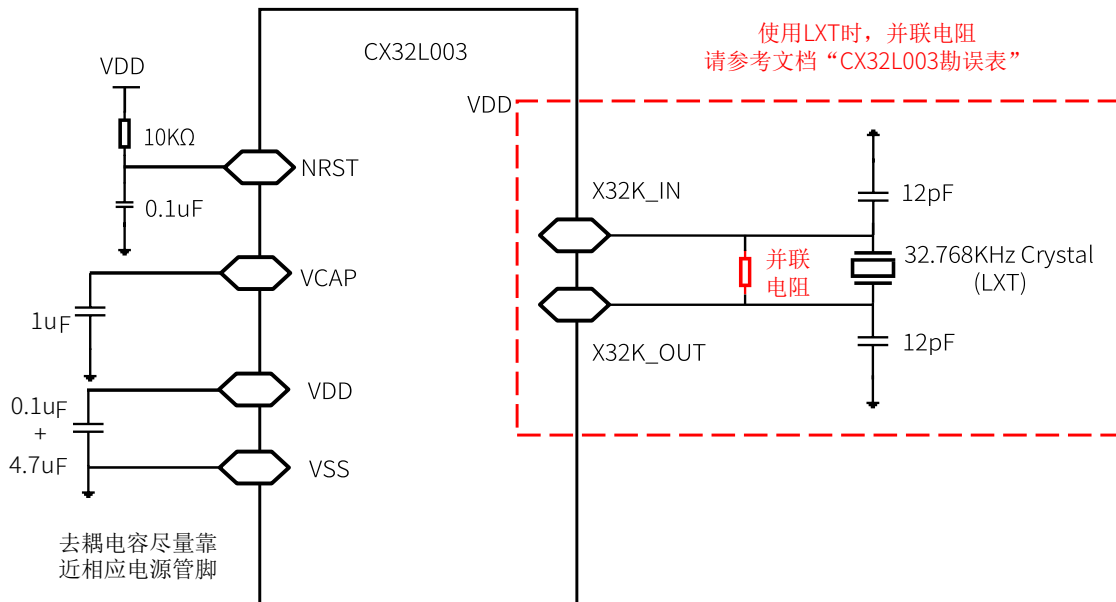 使用LXT时，并联电阻
请参考文档“CX32L003勘误表”
CX32L003
VDD
10KΩ
NRST
0.1uF
VCAP
1uF
VDD
0.1uF
+
4.7uF
VSS
去耦电容尽量靠
近相应电源管脚
VDD
X32K_IN
12pF
并联
电阻
32.768KHz Crystal
(LXT)
X32K_OUT
12pF